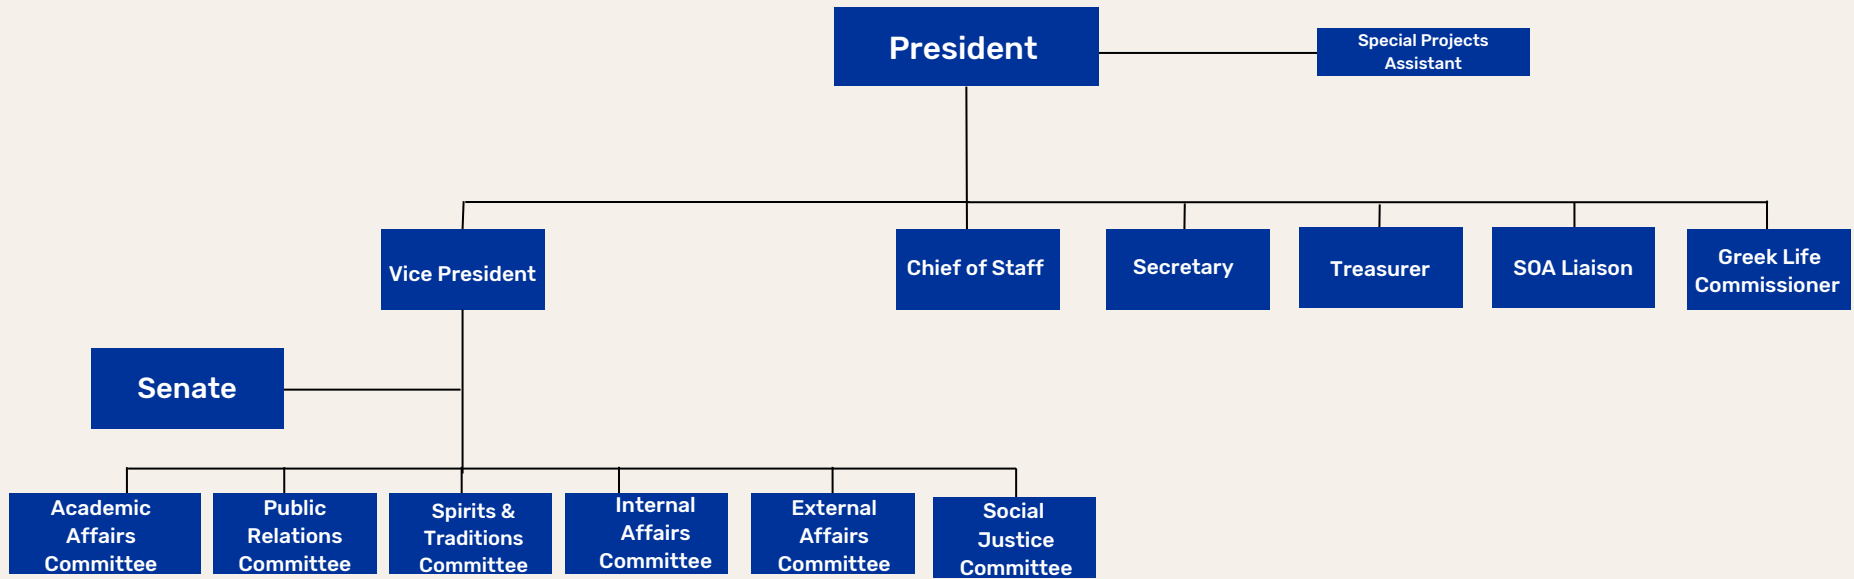 President
Special Projects
Assistant
Vice President
Chief of Staff
Secretary
Treasurer
SOA Liaison
Greek Life
Commissioner
Senate
Academic
Affairs
Committee
Public
Relations
Committee
Spirits &
Traditions
Committee
Internal
Affairs
Committee
External
Affairs
Committee
Social
Justice
Committee